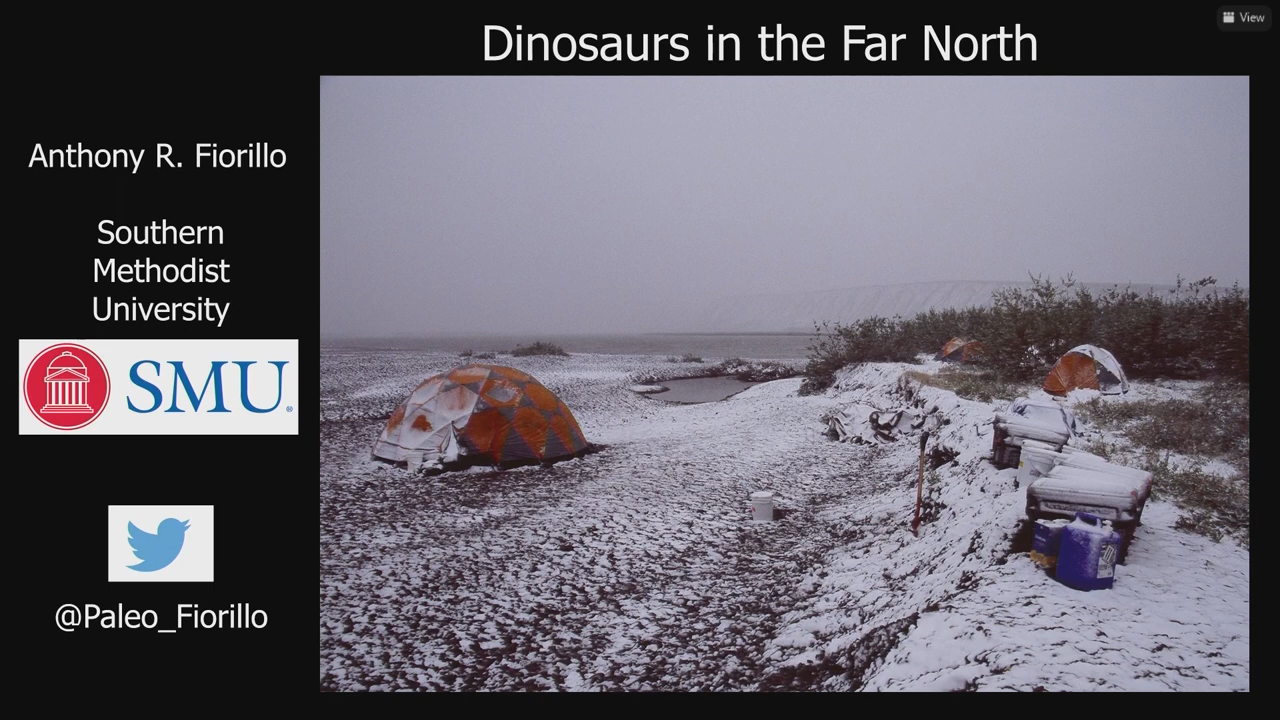 View
Dinosaurs in the Far North
Anthony R. Fiorillo
Southern
Methodist
University
SMU®
@Paleo_Fiorillo